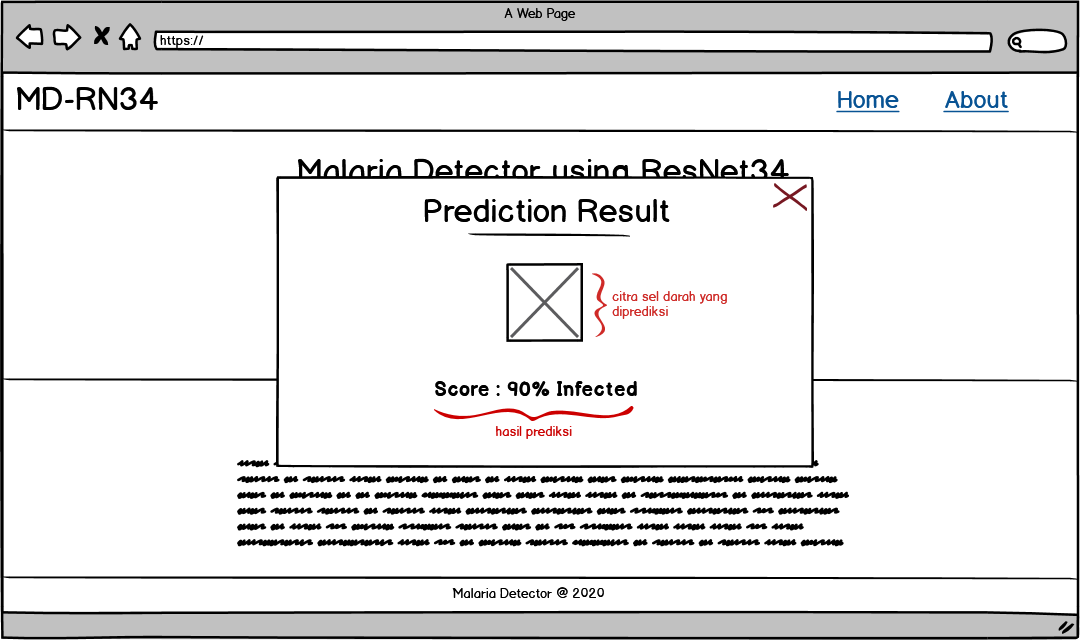 A Web Page
https://
MD-RN34
Home
About
Malaria Detector using ResNet34
Prediction Result
citra sel darah yang
diprediksi
Score : 90% Infected
hasil prediksi
Malaria Detector @ 2020